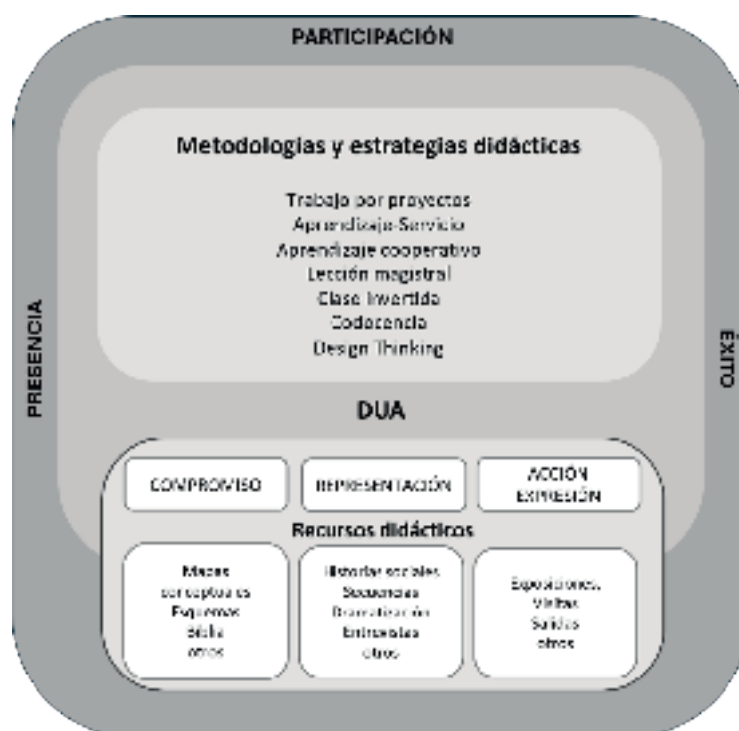 PARTICIPACIÓN
Metodologías y estrategias didácticas
Trabajo por proyectos
Aprendizaje-Servicio
Aprendizaje cooperativo
Lección magistral
Clase Invertida
Codocencia
Design Thinking
PRESENCIA
ÉXITO
DUA
COMPROMISO
REPRESENTACIÓN
ACCIÓN
EXPRESIÓN
Recursos didácticos
Mapas
conceptuales
Esquemas
Biblia
otros
Historias sociales
Secuencias
Dramatización
Entrevistas
otros
Exposiciones,
Visitas
Salidas
otros